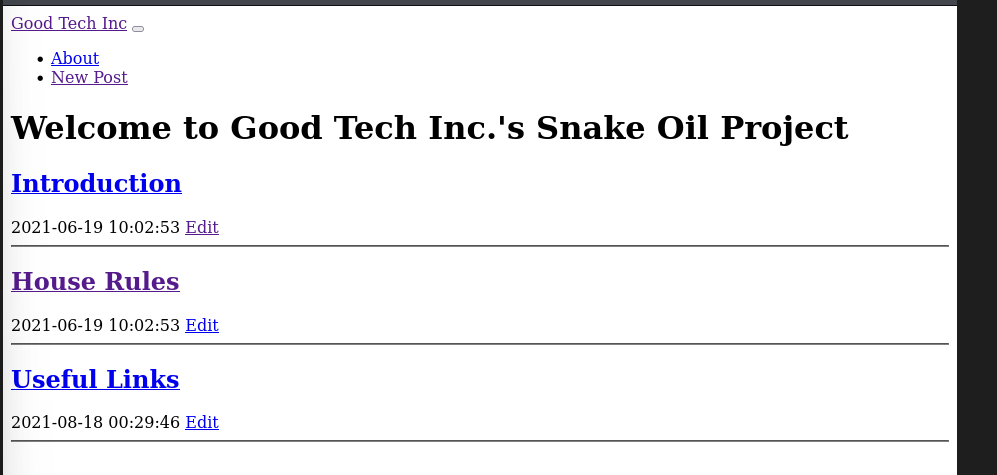 Good Tech Inc
About
New Post
Welcome to Good Tech Inc.'s Snake Oil Project
Introduction
2021-06-19 10:02:53 Edit
House Rules
2021-06-19 10:02:53 Edit
Useful Links
2021-08-18 00:29:46 Edit